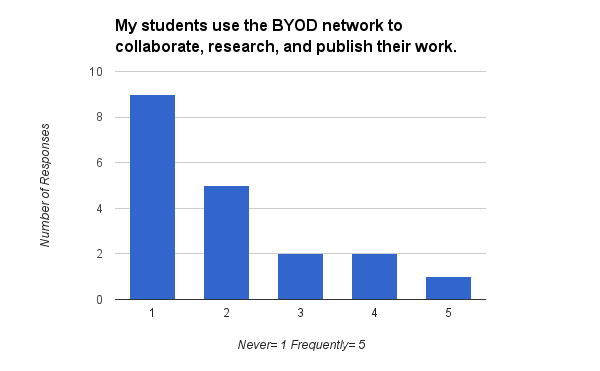 My students use the BYOD network to
collaborate, research, and publish their work.
10
8
6
4
2
0
Number of Responses
1 2 3 4 5
Never= 1 Frequently= 5